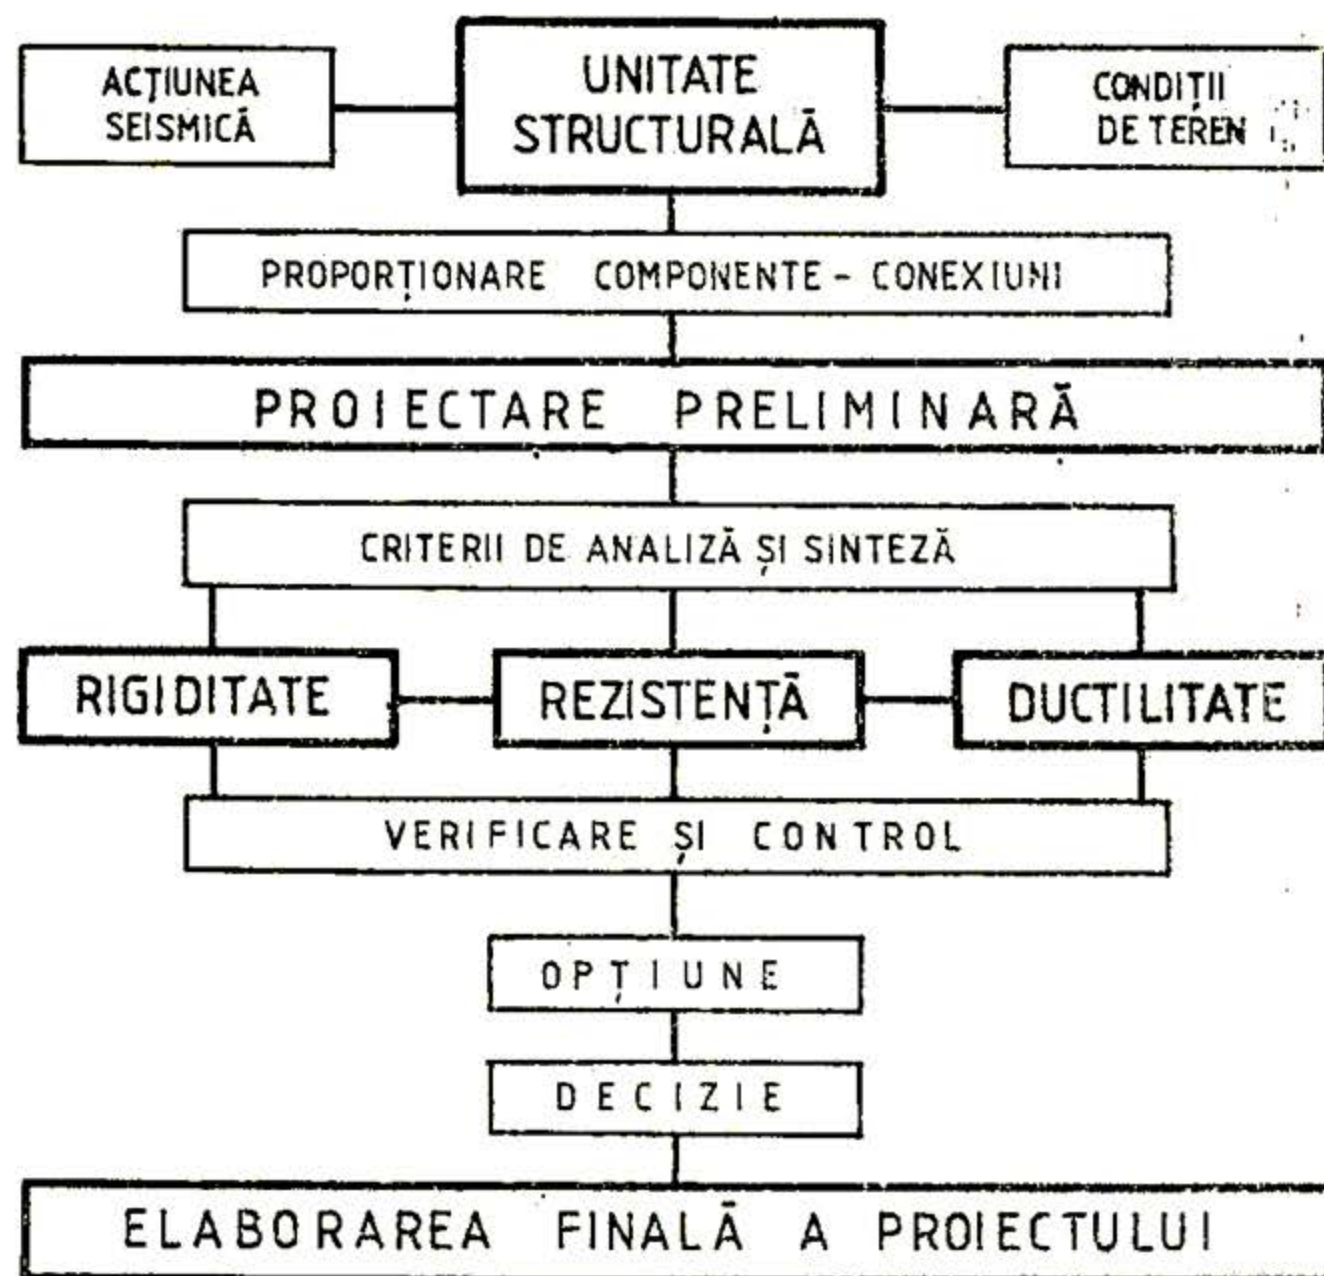 ACȚIUNEA
SEISMICĂ
UNITATE
STRUCTURALĂ
CONDIȚII
DE TEREN
PROPORȚIONARE COMPONENTE - CONEXIUNI
PROIECTARE PRELIMINARĂ
CRITERII DE ANALIZĂ ȘI SINTEZĂ
RIGIDITATE
REZISTENȚĂ
DUCTILITATE
VERIFICARE ȘI CONTROL
OPȚIUNE
DECIZIE
ELABORAREA FINALĂ A PROIECTULUI